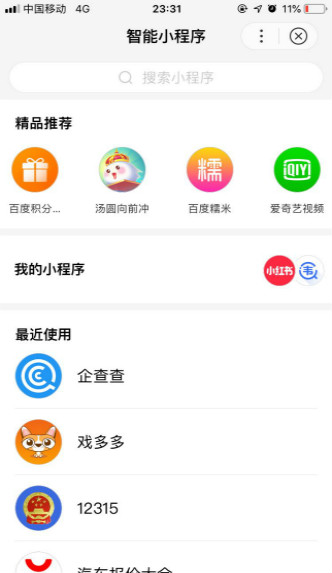 中国移动 4G 23:31 11%
智能小程序
搜索小程序
精品推荐
百度积分... 汤圆向前冲 百度糯米 爱奇艺视频
糯 QIY
我的小程序
小红书
最近使用
企查查
戏多多
12315
汽车报价大全